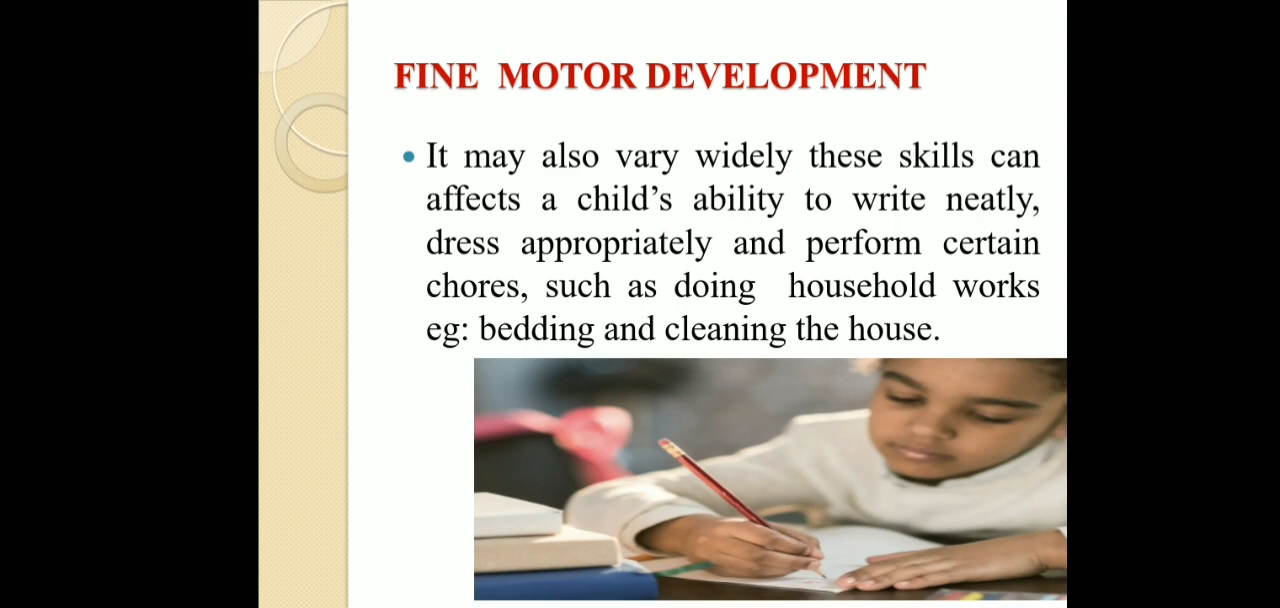 FINE MOTOR DEVELOPMENT
It may also vary widely these skills can
affects a child’s ability to write neatly,
dress appropriately and perform certain
chores, such as doing household works
eg: bedding and cleaning the house.